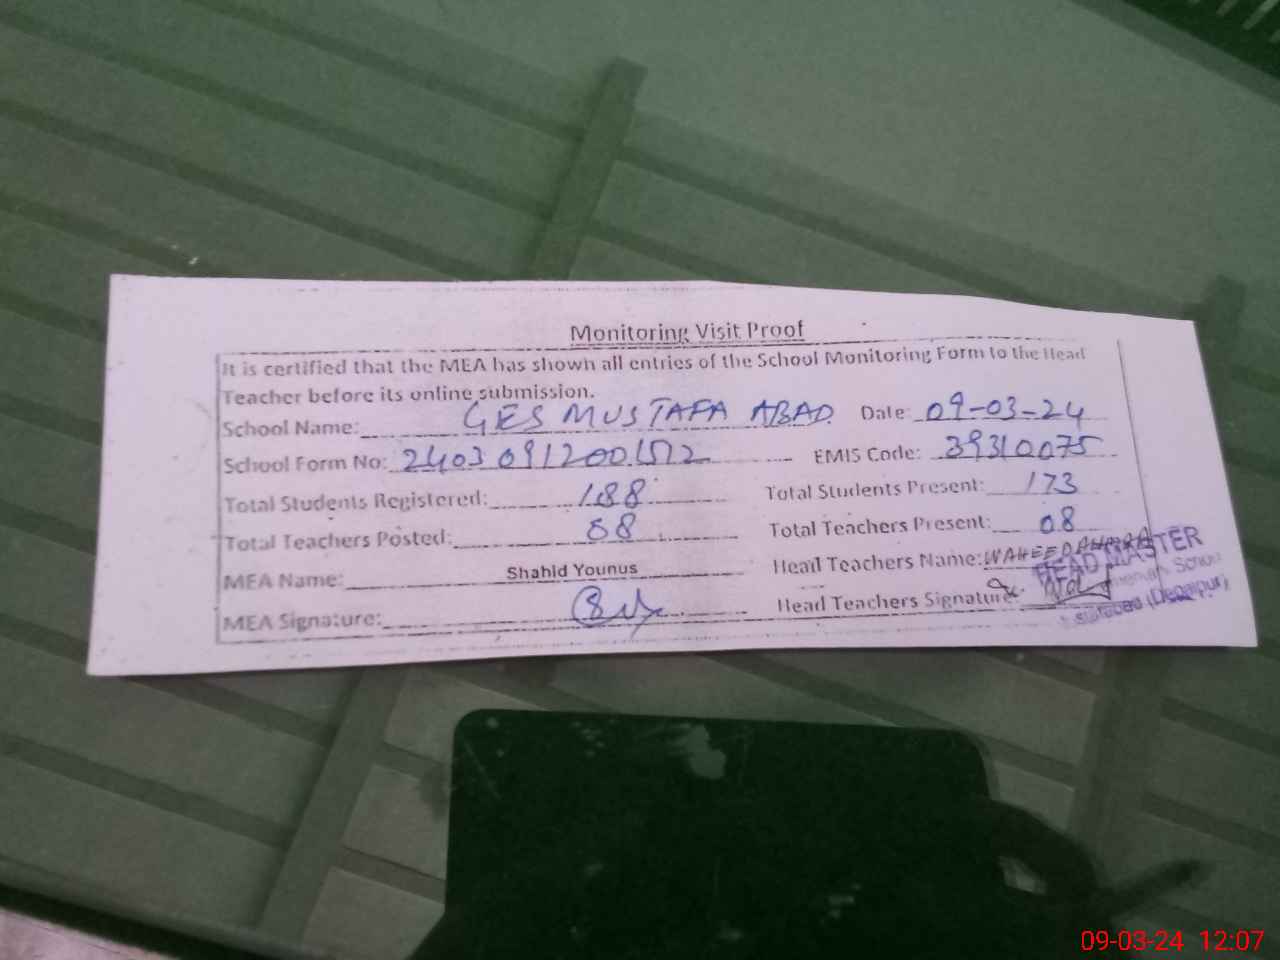 Monitoring Visit Proof
It is certified that the MEA has shown all entries of the School Monitoring Form to the Head
Teacher before its online submission.
School Name: GES MUSTAFA ABAD Date: 09-03-24
School Form No: 24030912001512 EMIS Code: 39310075
Total Students Registered: 188 Total Students Present: 173
Total Teachers Posted: 08 Total Teachers Present: 08
MEA Name: Shahid Younus Head Teachers Name: WAHEED
HEAD MASTER
School
MEA Signature: Head Teachers Signature:
(Depalpur)
09-03-24 12:07